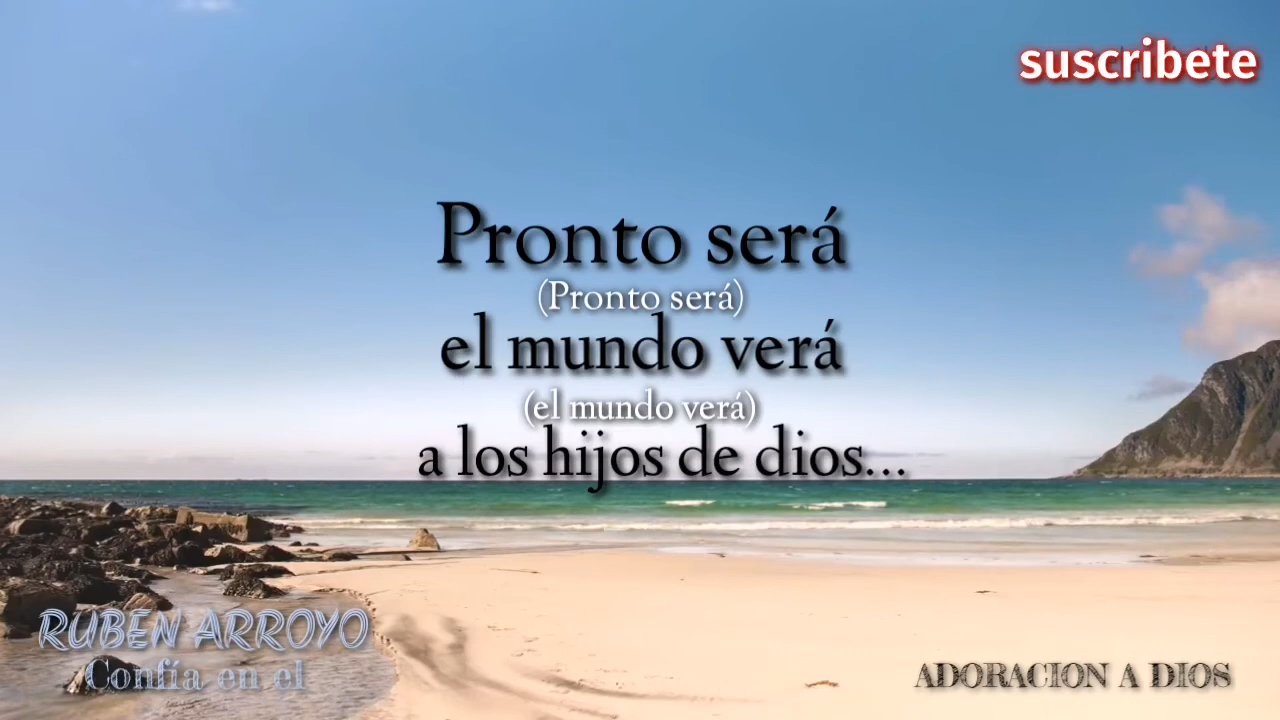 suscribete
Pronto será
(Pronto será)
el mundo verá
(el mundo verá)
a los hijos de dios...
RUBEN ARROYO
Confía en el
ADORACION A DIOS